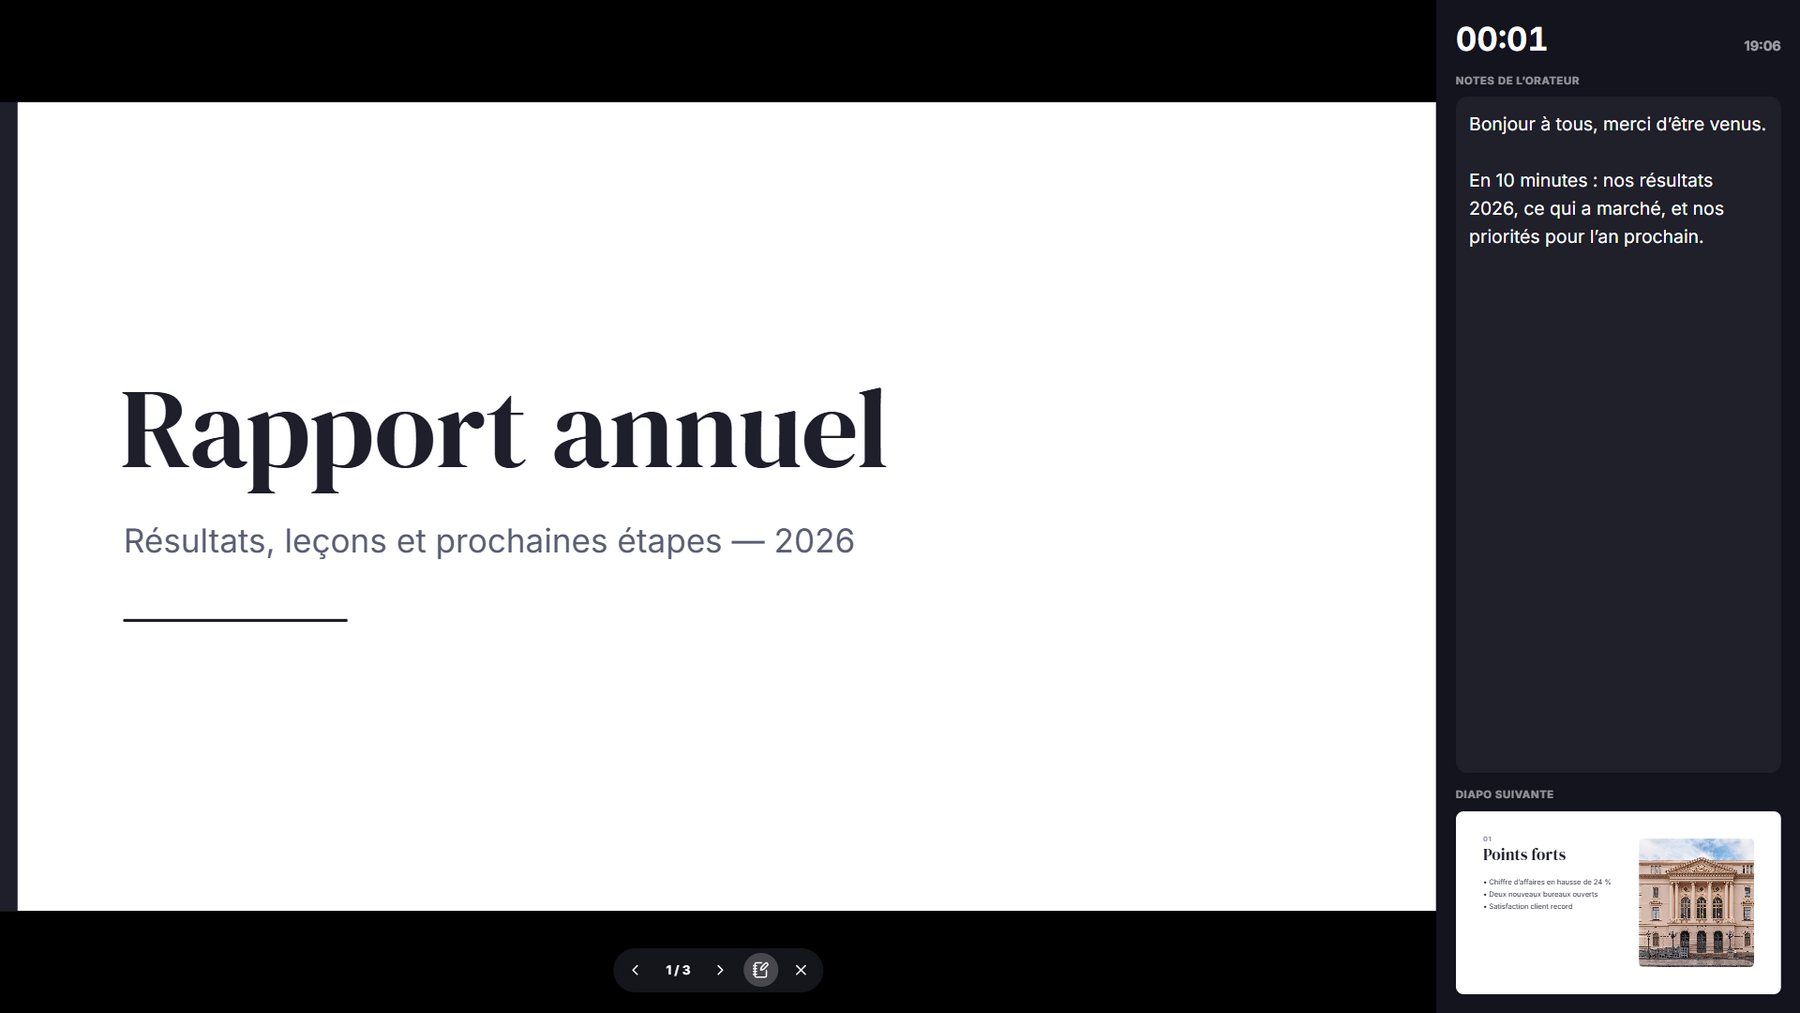 Rapport annuel
Résultats, leçons et prochaines étapes — 2026
1 / 3
00:01
19:06
NOTES DE L'ORATEUR
Bonjour à tous, merci d'être venus.
En 10 minutes : nos résultats
2026, ce qui a marché, et nos
priorités pour l'an prochain.
DIAPO SUIVANTE
01
Points forts
• Chiffre d'affaires en hausse de 24 %
• Deux nouveaux bureaux ouverts
• Satisfaction client record